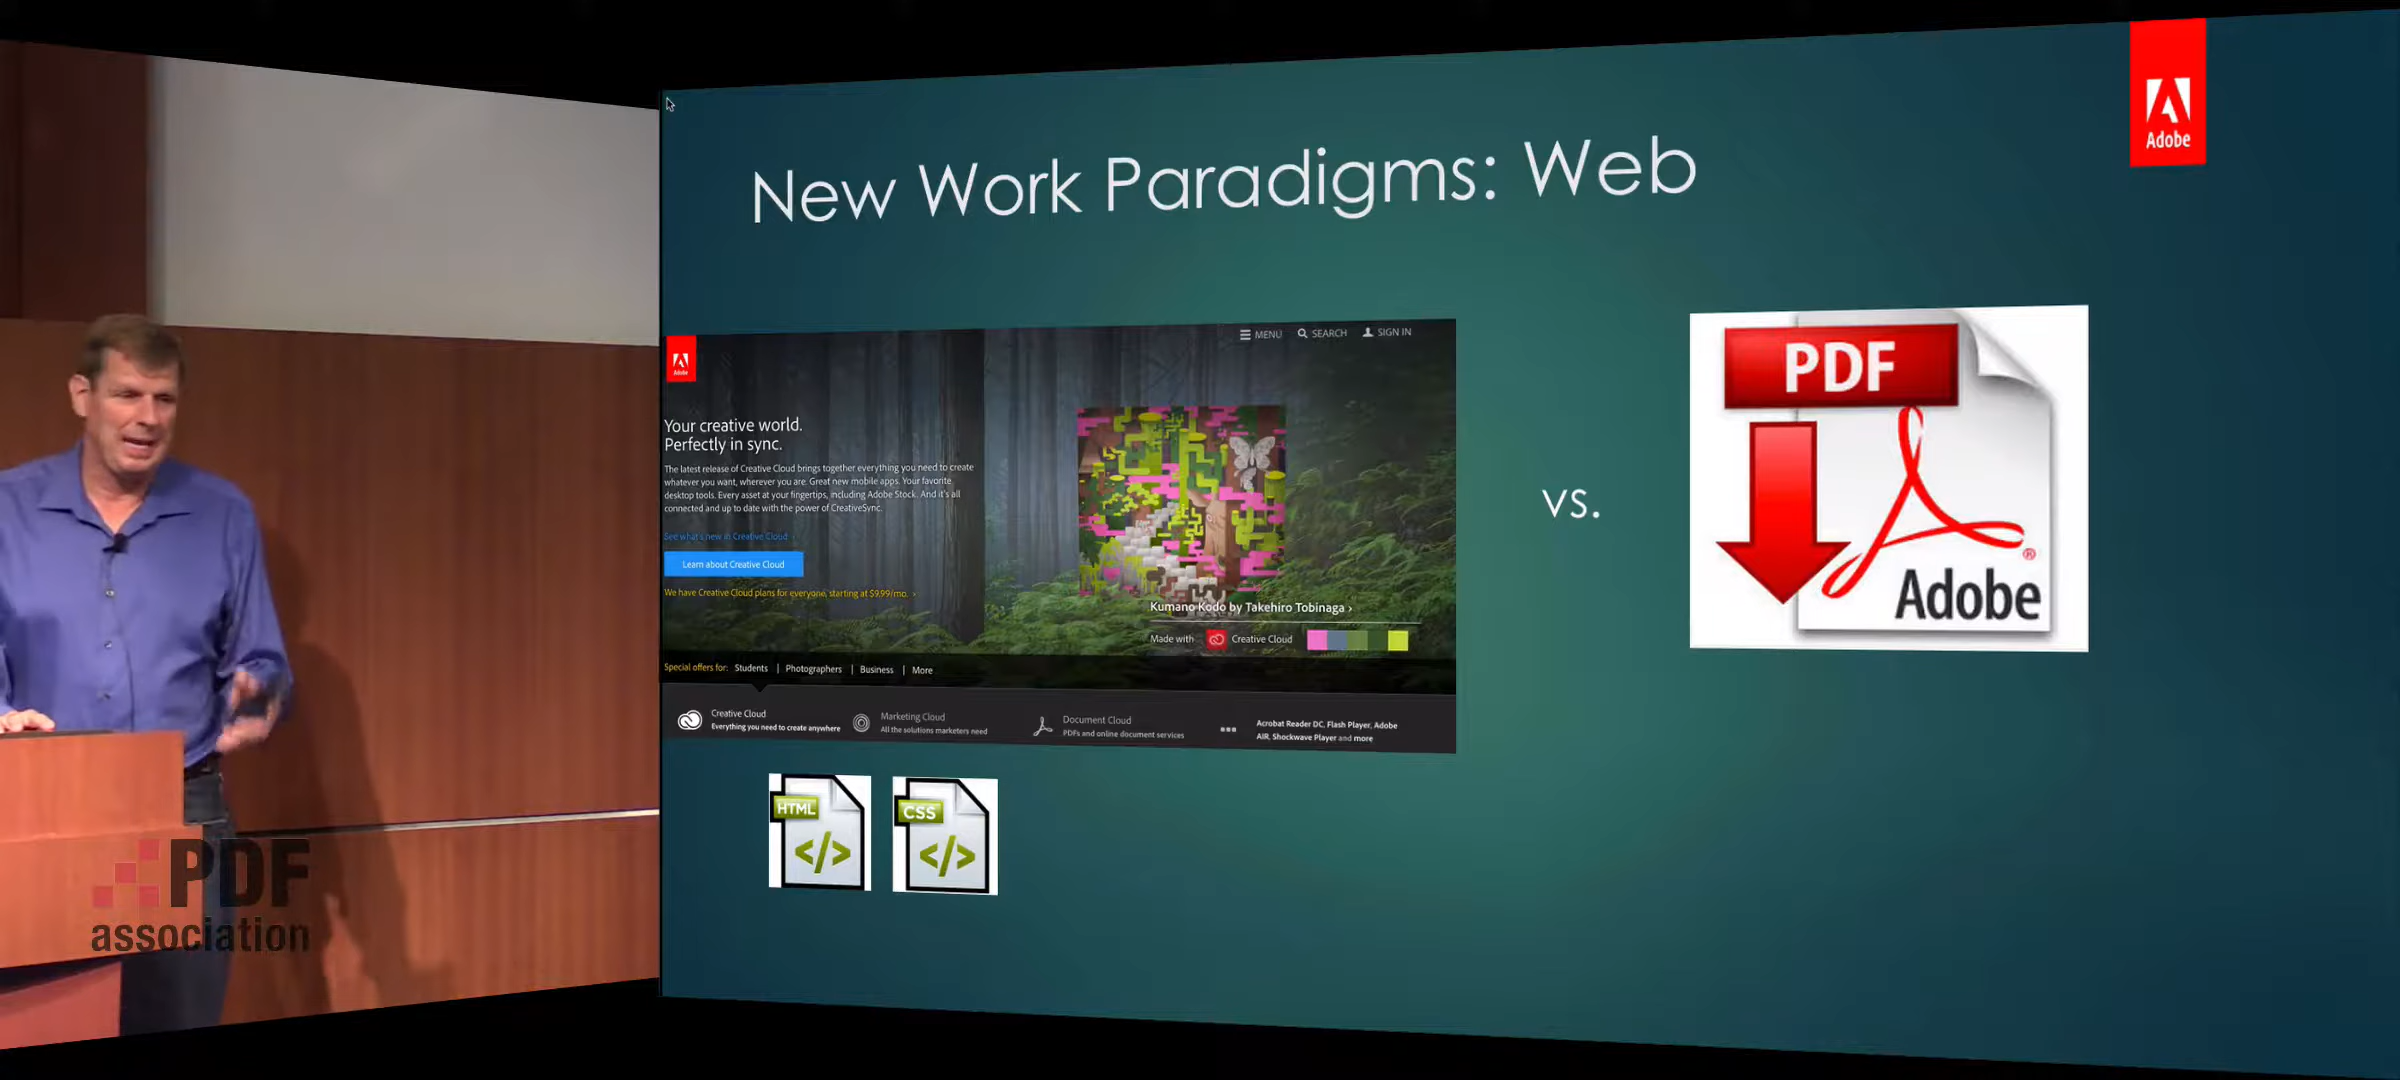 New Work Paradigms: Web
Adobe
MENU
SEARCH
SIGN IN
Adobe
Your creative world.
Perfectly in sync.
The latest release of Creative Cloud brings together everything you need to create
whatever you want, wherever you are. Great new mobile apps. Your favorite
desktop tools. Every asset at your fingertips, including Adobe Stock. And it's all
connected and up to date with the power of CreativeSync.
See what's new in Creative Cloud ›
Learn about Creative Cloud
We have Creative Cloud plans for everyone, starting at $9.99/mo. ›
Kumano Kodo by Takehiro Tobinaga ›
Made with Creative Cloud
Special offers for: Students | Photographers | Business | More
Creative Cloud
Everything you need to create anywhere
Marketing Cloud
All the solutions marketers need
Document Cloud
PDFs and online document services
Acrobat Reader DC, Flash Player, Adobe
AIR, Shockwave Player and more
vs.
PDF
Adobe
®
HTML
</>
CSS
</>
PDF
association